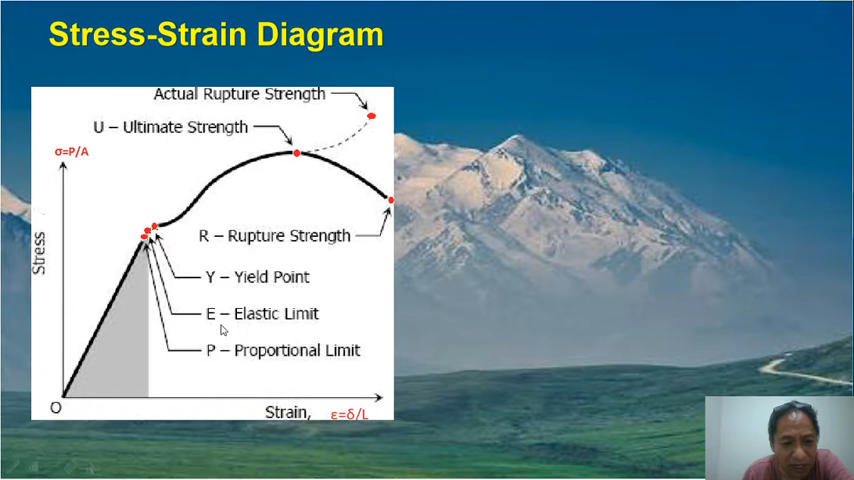 Stress-Strain Diagram
Actual Rupture Strength
U – Ultimate Strength
σ=P/A
R – Rupture Strength
Stress
Y – Yield Point
E – Elastic Limit
P – Proportional Limit
O
Strain, ε=δ/L